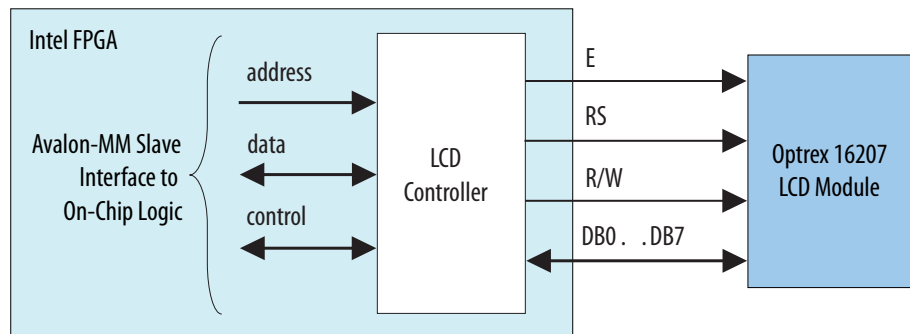 Intel FPGA
Avalon-MM Slave
Interface to
On-Chip Logic
address
data
control
LCD
Controller
E
RS
R/W
DB0. .DB7
Optrex 16207
LCD Module